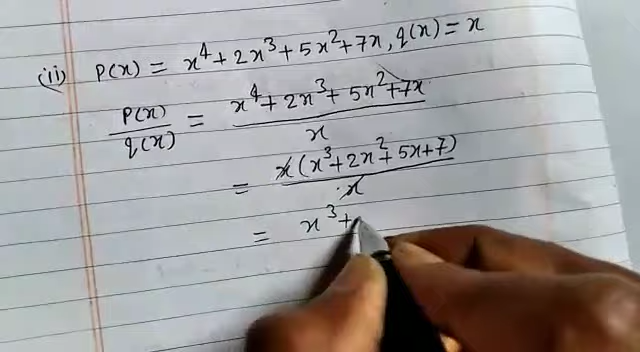 (ii) P(x) = x⁴ + 2x³ + 5x² + 7x, q(x) = x
P(x)/q(x) = x⁴ + 2x³ + 5x² + 7x / x
= x(x³ + 2x² + 5x + 7) / x
= x³ +